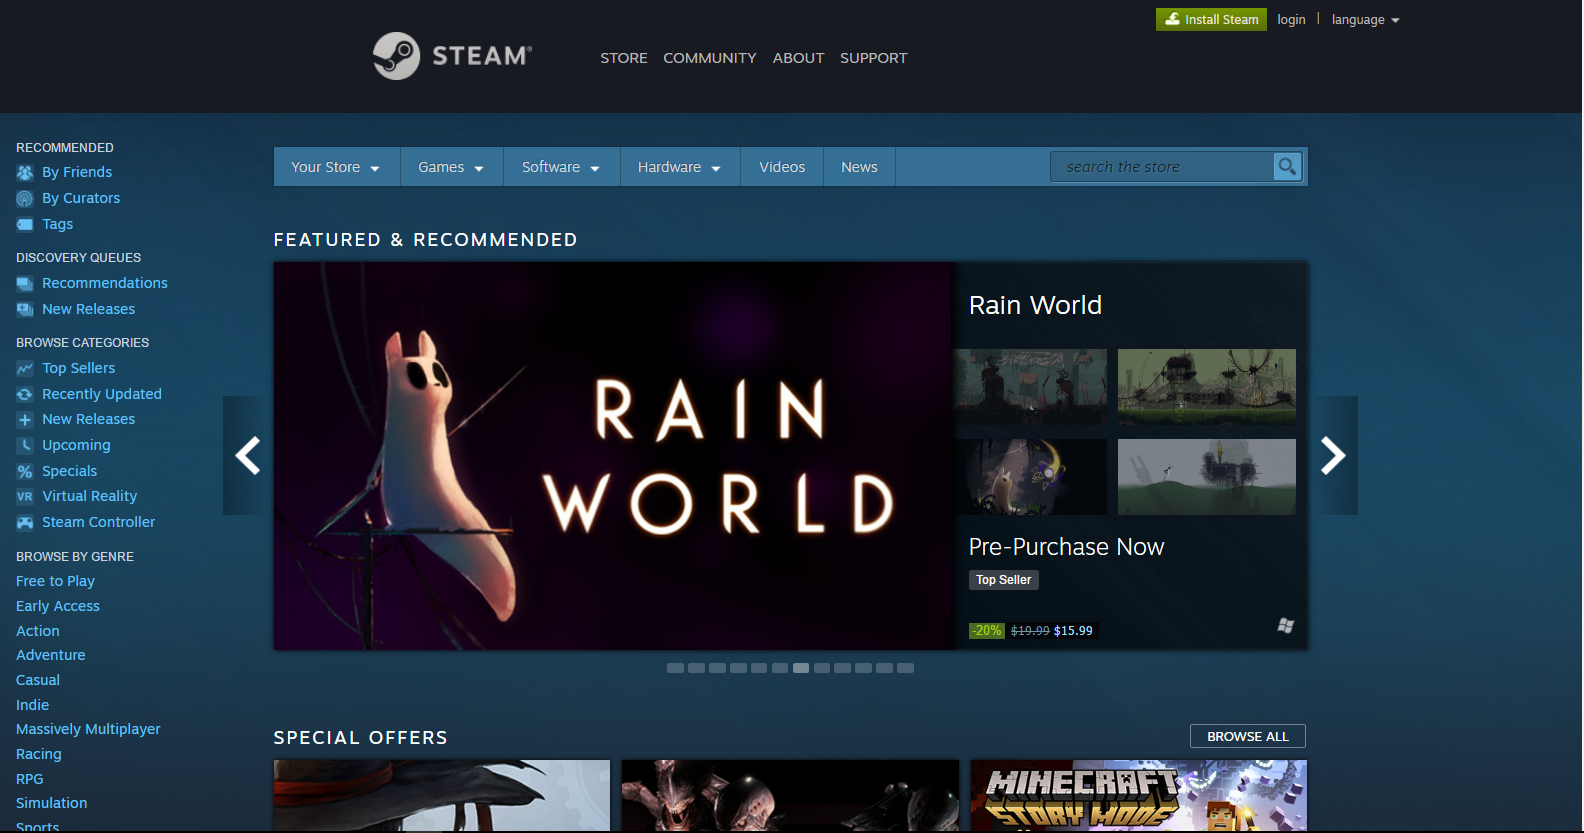 Install Steam login | language
STEAM®
STORE COMMUNITY ABOUT SUPPORT
RECOMMENDED
By Friends
By Curators
Tags
DISCOVERY QUEUES
Recommendations
New Releases
BROWSE CATEGORIES
Top Sellers
Recently Updated
New Releases
Upcoming
% Specials
VR Virtual Reality
Steam Controller
BROWSE BY GENRE
Free to Play
Early Access
Action
Adventure
Casual
Indie
Massively Multiplayer
Racing
RPG
Simulation
Sports
Your Store Games Software Hardware Videos News search the store
FEATURED & RECOMMENDED
RAIN
WORLD
Rain World
Pre-Purchase Now
Top Seller
-20% $19.99 $15.99
SPECIAL OFFERS
BROWSE ALL
MINECRAFT
STORY MODE